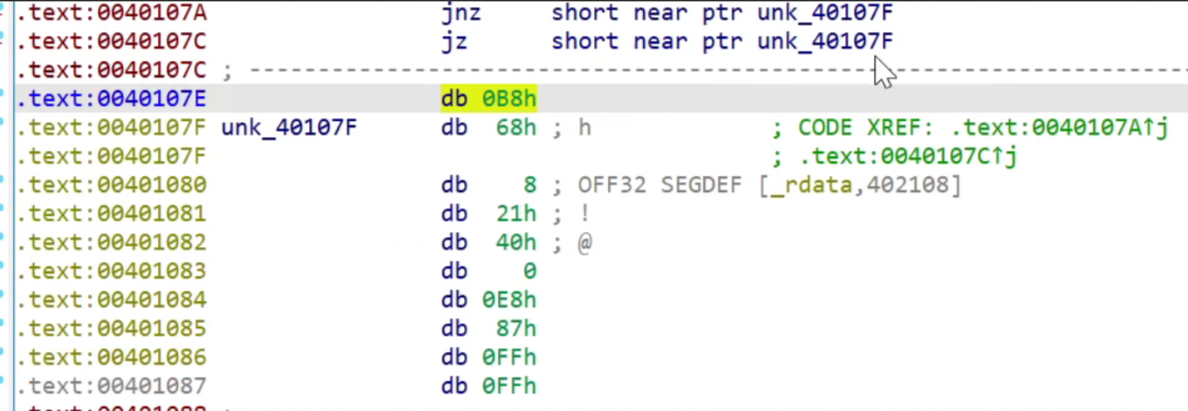 .text:0040107A jnz short near ptr unk_40107F
.text:0040107C jz short near ptr unk_40107F
.text:0040107C ; ---------------------------------------------------------------------------
.text:0040107E db 0B8h
.text:0040107F unk_40107F db 68h ; h ; CODE XREF: .text:0040107A↑j
.text:0040107F ; .text:0040107C↑j
.text:00401080 db 8 ; OFF32 SEGDEF [_rdata,402108]
.text:00401081 db 21h ; !
.text:00401082 db 40h ; @
.text:00401083 db 0
.text:00401084 db 0E8h
.text:00401085 db 87h
.text:00401086 db 0FFh
.text:00401087 db 0FFh